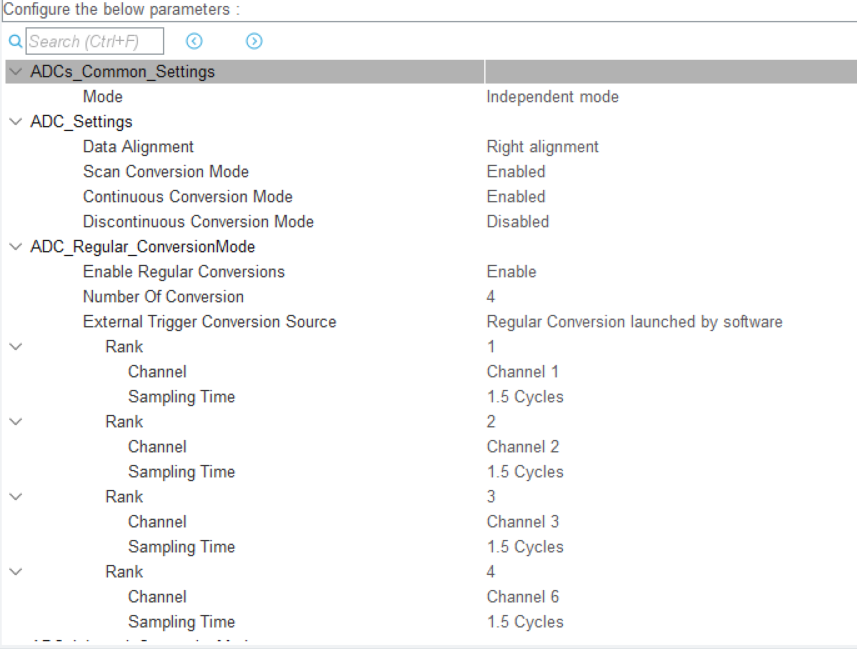 Configure the below parameters :
Search (Ctrl+F)
ADCs_Common_Settings
Mode Independent mode
ADC_Settings
Data Alignment Right alignment
Scan Conversion Mode Enabled
Continuous Conversion Mode Enabled
Discontinuous Conversion Mode Disabled
ADC_Regular_ConversionMode
Enable Regular Conversions Enable
Number Of Conversion 4
External Trigger Conversion Source Regular Conversion launched by software
Rank 1
Channel Channel 1
Sampling Time 1.5 Cycles
Rank 2
Channel Channel 2
Sampling Time 1.5 Cycles
Rank 3
Channel Channel 3
Sampling Time 1.5 Cycles
Rank 4
Channel Channel 6
Sampling Time 1.5 Cycles